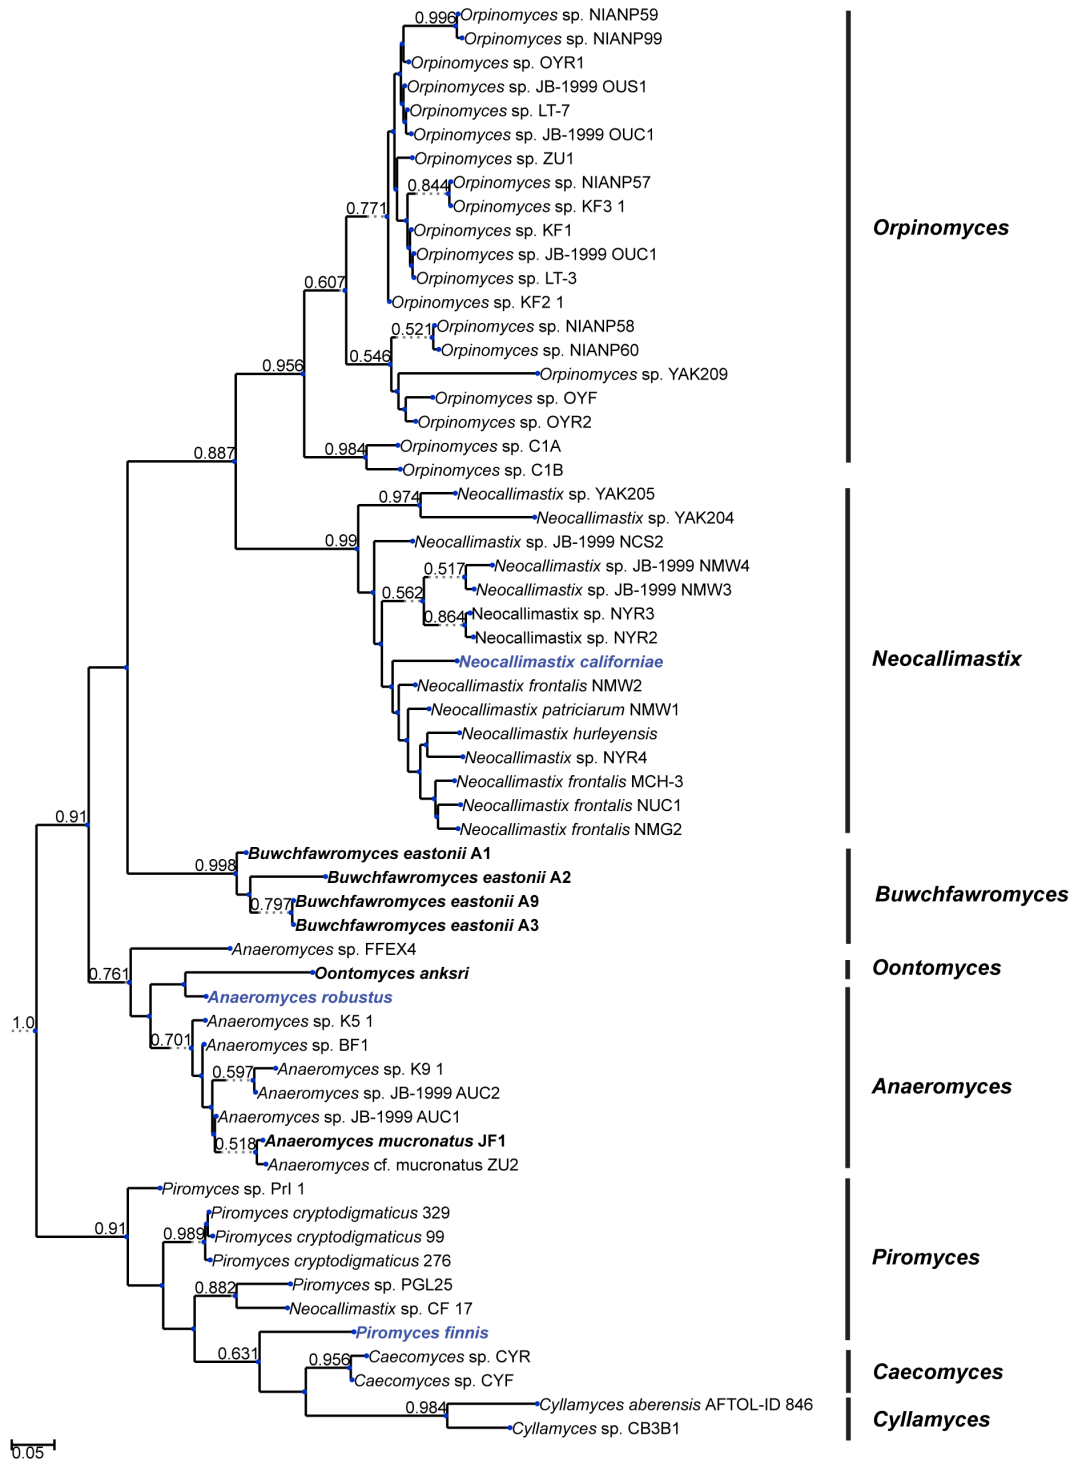 0.996
Orpinomyces sp. NIANP59
Orpinomyces sp. NIANP99
Orpinomyces sp. OYR1
Orpinomyces sp. JB-1999 OUS1
Orpinomyces sp. LT-7
Orpinomyces sp. JB-1999 OUC1
Orpinomyces sp. ZU1
0.844
Orpinomyces sp. NIANP57
Orpinomyces sp. KF3 1
0.771
Orpinomyces sp. KF1
Orpinomyces
Orpinomyces sp. JB-1999 OUC1
Orpinomyces sp. LT-3
0.607
Orpinomyces sp. KF2 1
0.521
Orpinomyces sp. NIANP58
Orpinomyces sp. NIANP60
0.546
0.956
Orpinomyces sp. YAK209
Orpinomyces sp. OYF
Orpinomyces sp. OYR2
0.984
Orpinomyces sp. C1A
0.887
Orpinomyces sp. C1B
0.974
Neocallimastix sp. YAK205
Neocallimastix sp. YAK204
0.99
Neocallimastix sp. JB-1999 NCS2
0.517
Neocallimastix sp. JB-1999 NMW4
Neocallimastix sp. JB-1999 NMW3
0.562
0.864
Neocallimastix sp. NYR3
Neocallimastix sp. NYR2
Neocallimastix californiae
Neocallimastix
Neocallimastix frontalis NMW2
Neocallimastix patriciarum NMW1
Neocallimastix hurleyensis
Neocallimastix sp. NYR4
Neocallimastix frontalis MCH-3
Neocallimastix frontalis NUC1
0.91
Neocallimastix frontalis NMG2
Buwchfawromyces eastonii A1
0.998
Buwchfawromyces eastonii A2
0.797
Buwchfawromyces eastonii A9
Buwchfawromyces
Buwchfawromyces eastonii A3
Anaeromyces sp. FFEX4
0.761
Oontomyces anksri
Oontomyces
Anaeromyces robustus
1.0
Anaeromyces sp. K5 1
0.701
Anaeromyces sp. BF1
0.597
Anaeromyces sp. K9 1
Anaeromyces
Anaeromyces sp. JB-1999 AUC2
Anaeromyces sp. JB-1999 AUC1
0.518
Anaeromyces mucronatus JF1
Anaeromyces cf. mucronatus ZU2
Piromyces sp. PrI 1
Piromyces cryptodigmaticus 329
0.91
0.989
Piromyces cryptodigmaticus 99
Piromyces cryptodigmaticus 276
Piromyces
0.882
Piromyces sp. PGL25
Neocallimastix sp. CF 17
Piromyces finnis
0.631
0.956
Caecomyces sp. CYR
Caecomyces
Caecomyces sp. CYF
0.984
Cyllamyces aberensis AFTOL-ID 846
Cyllamyces
Cyllamyces sp. CB3B1
0.05